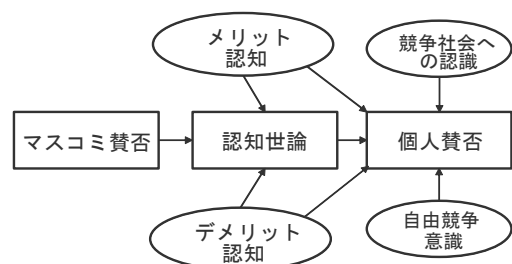 メリット
認知
競争社会へ
の認識
マスコミ賛否
認知世論
個人賛否
デメリット
認知
自由競争
意識